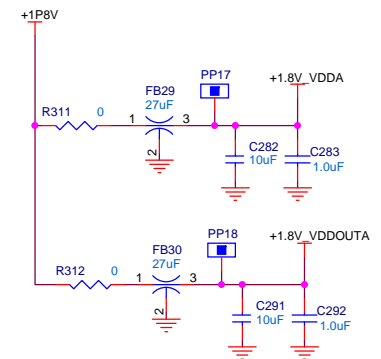 +1P8V
PP17
+1.8V_VDDA
FB29
R311
0
27uF
1
3
2
C282
10uF
C283
1.0uF
PP18
+1.8V_VDDOUTA
FB30
R312
0
27uF
1
3
2
C291
10uF
C292
1.0uF